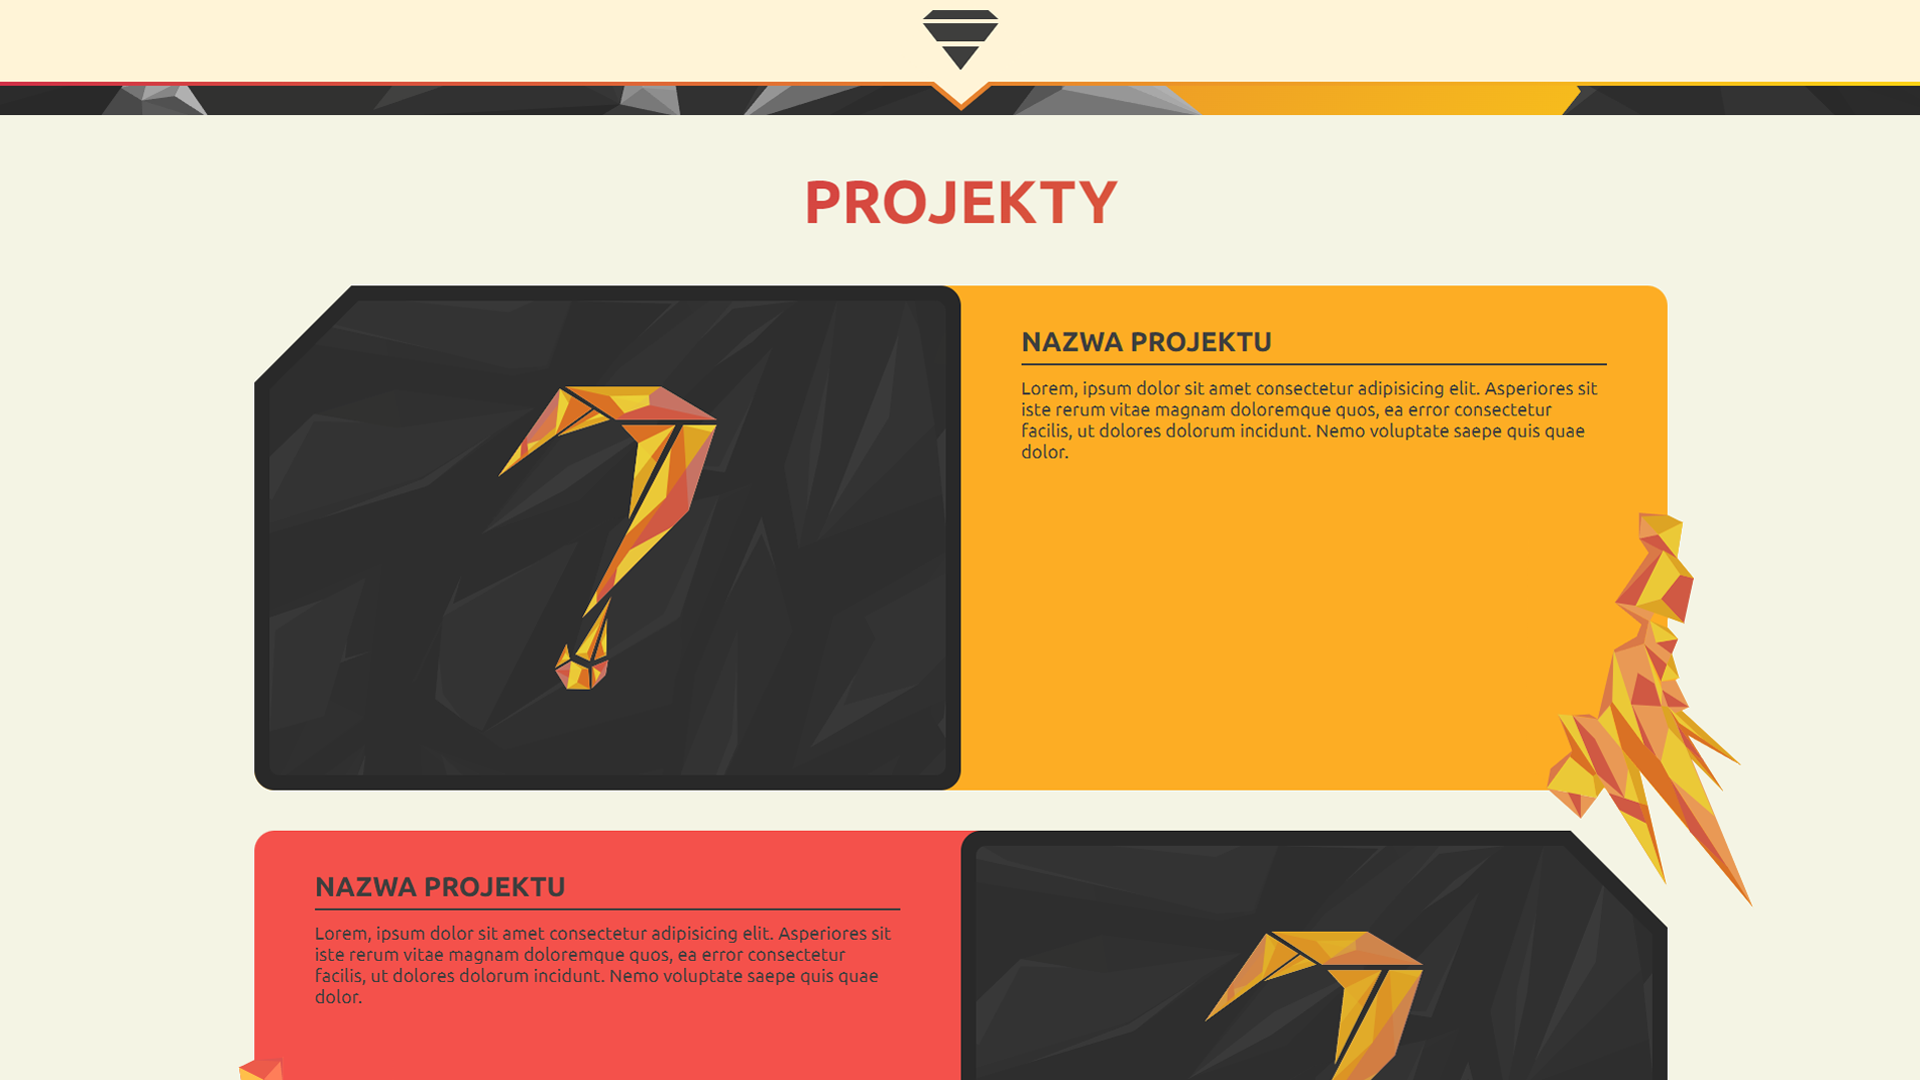 PROJEKTY
NAZWA PROJEKTU
Lorem, ipsum dolor sit amet consectetur adipisicing elit. Asperiores sit
iste rerum vitae magnam doloremque quos, ea error consectetur
facilis, ut dolores dolorum incidunt. Nemo voluptate saepe quis quae
dolor.
NAZWA PROJEKTU
Lorem, ipsum dolor sit amet consectetur adipisicing elit. Asperiores sit
iste rerum vitae magnam doloremque quos, ea error consectetur
facilis, ut dolores dolorum incidunt. Nemo voluptate saepe quis quae
dolor.